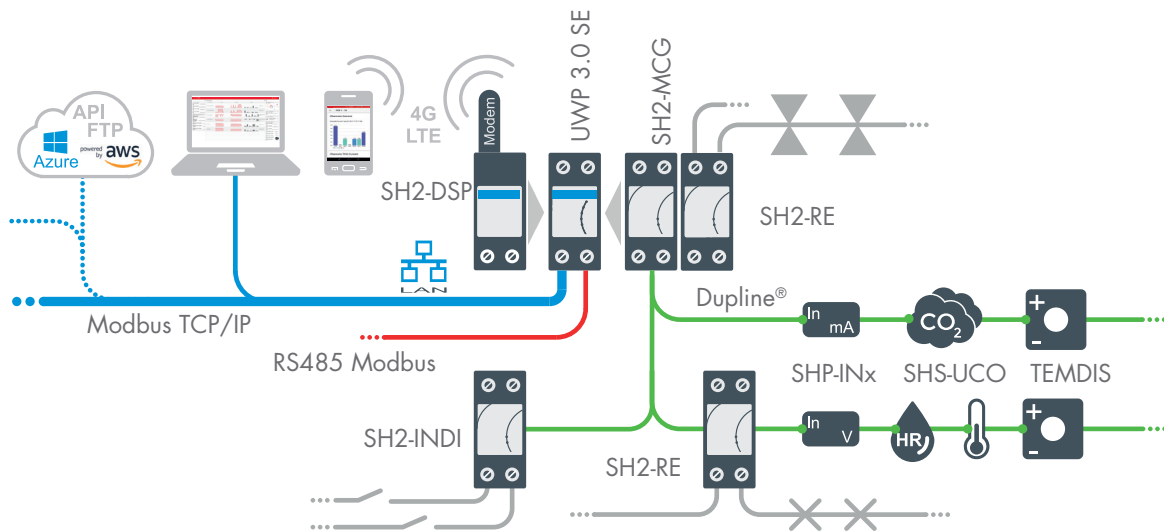 API
FTP
Azure
powered by
aws
4G
LTE
Modem
UWP 3.0 SE
SH2-MCG
SH2-DSP
SH2-RE
LAN
Modbus TCP/IP
Dupline®
In
mA
CO2
+
-
RS485 Modbus
SHP-INx
SHS-UCO
TEMDIS
SH2-INDI
SH2-RE
In
V
HR
+
-